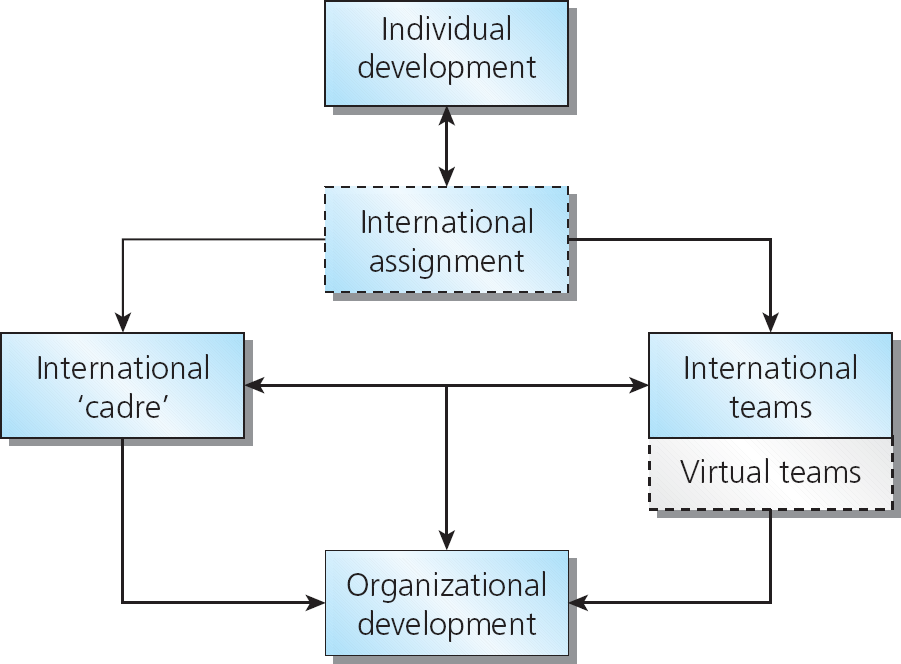 Individual
development
International
assignment
International
‘cadre’
International
teams
Virtual teams
Organizational
development